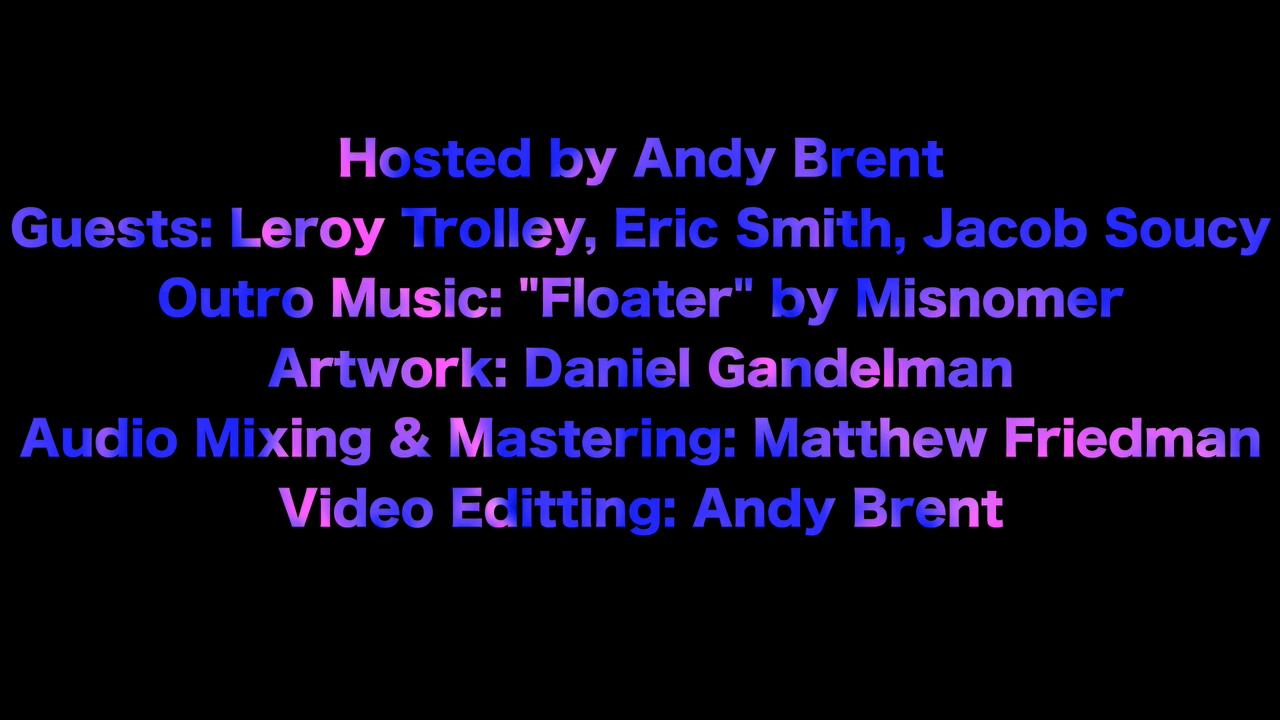 Hosted by Andy Brent
Guests: Leroy Trolley, Eric Smith, Jacob Soucy
Outro Music: "Floater" by Misnomer
Artwork: Daniel Gandelman
Audio Mixing & Mastering: Matthew Friedman
Video Editting: Andy Brent